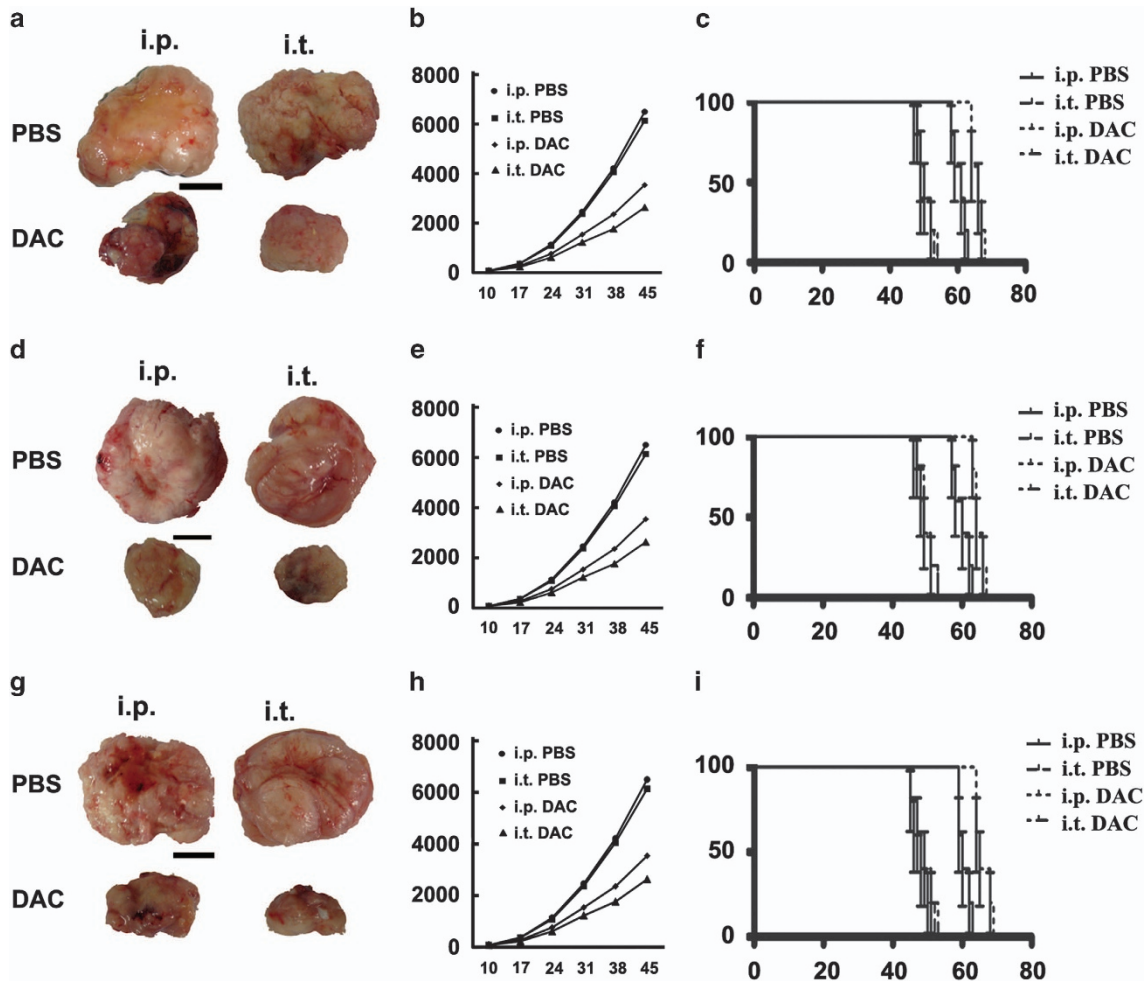 a
i.p. i.t.
PBS
DAC
b
8000
6000
4000
2000
0
10 17 24 31 38 45
i.p. PBS
i.t. PBS
i.p. DAC
i.t. DAC
c
100
50
0
0 20 40 60 80
i.p. PBS
i.t. PBS
i.p. DAC
i.t. DAC
d
i.p. i.t.
PBS
DAC
e
8000
6000
4000
2000
0
10 17 24 31 38 45
i.p. PBS
i.t. PBS
i.p. DAC
i.t. DAC
f
100
50
0
0 20 40 60 80
i.p. PBS
i.t. PBS
i.p. DAC
i.t. DAC
g
i.p. i.t.
PBS
DAC
h
8000
6000
4000
2000
0
10 17 24 31 38 45
i.p. PBS
i.t. PBS
i.p. DAC
i.t. DAC
i
100
50
0
0 20 40 60 80
i.p. PBS
i.t. PBS
i.p. DAC
i.t. DAC